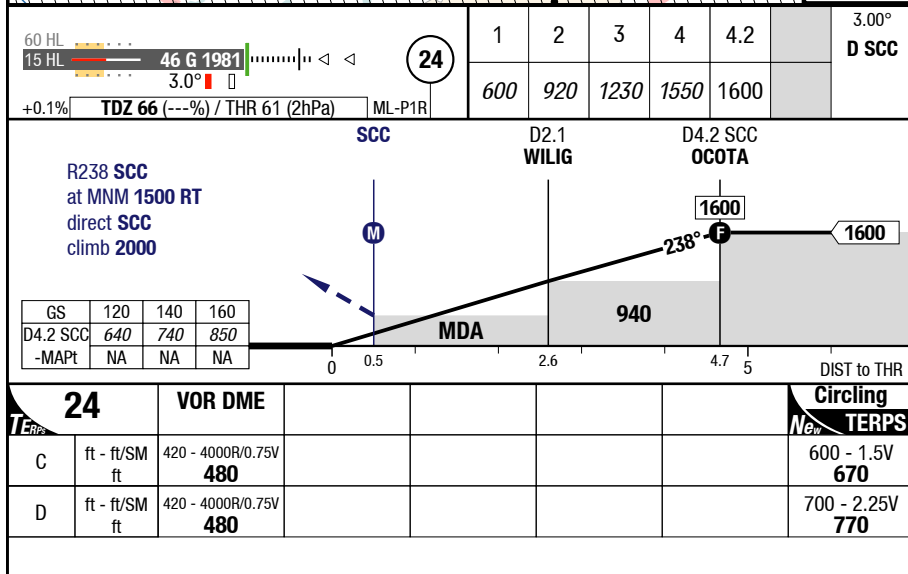 60 HL
15 HL
46 G 1981
3.0°
+0.1%
TDZ 66 (---%) / THR 61 (2hPa)
ML-P1R
24
1 2 3 4 4.2
600 920 1230 1550 1600
3.00°
D SCC
SCC
D2.1
WILIG
D4.2 SCC
OCOTA
R238 SCC
at MNM 1500 RT
direct SCC
climb 2000
M
1600
F
238°
1600
MDA
940
GS 120 140 160
D4.2 SCC 640 740 850
-MAPt NA NA NA
0 0.5 2.6 4.7 5 DIST to THR
TERPS
24
VOR DME
Circling
New TERPS
C ft - ft/SM 420 - 4000R/0.75V 600 - 1.5V
ft 480 670
D ft - ft/SM 420 - 4000R/0.75V 700 - 2.25V
ft 480 770